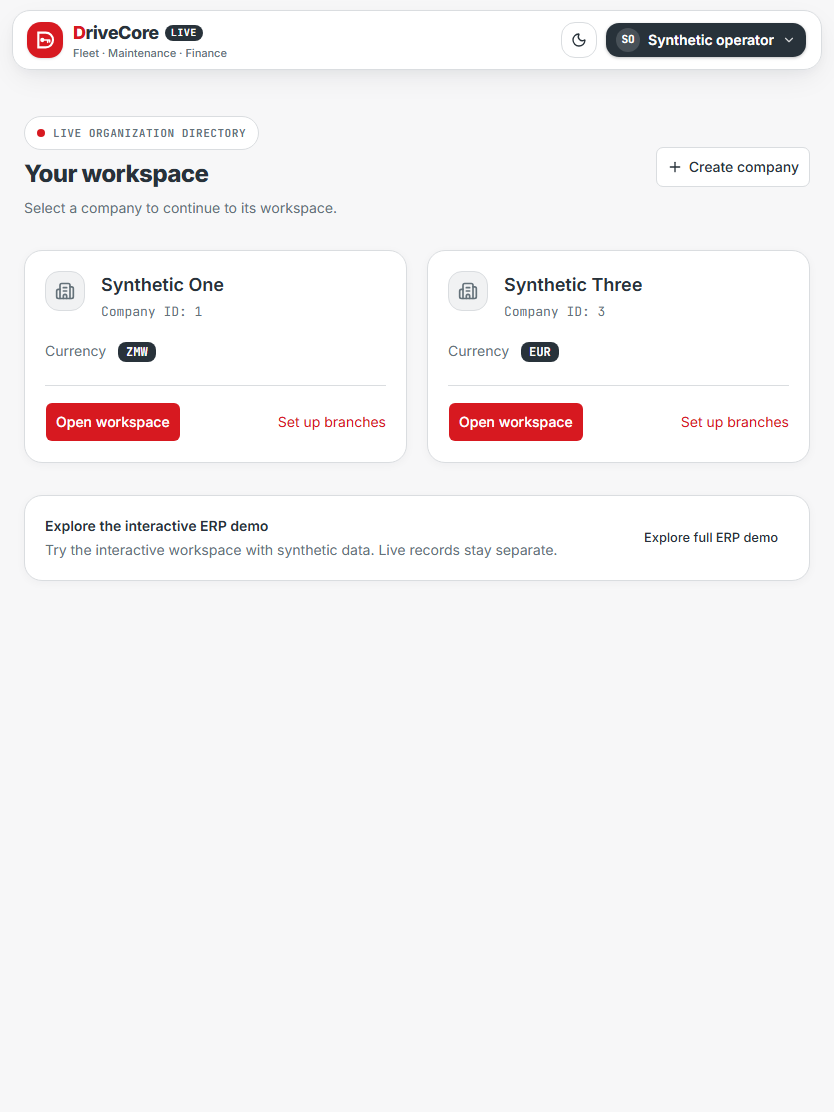 DriveCore LIVE
Fleet · Maintenance · Finance
SO Synthetic operator
LIVE ORGANIZATION DIRECTORY
Your workspace
Select a company to continue to its workspace.
Create company
Synthetic One
Company ID: 1
Currency ZMW
Open workspace
Set up branches
Synthetic Three
Company ID: 3
Currency EUR
Open workspace
Set up branches
Explore the interactive ERP demo
Try the interactive workspace with synthetic data. Live records stay separate.
Explore full ERP demo